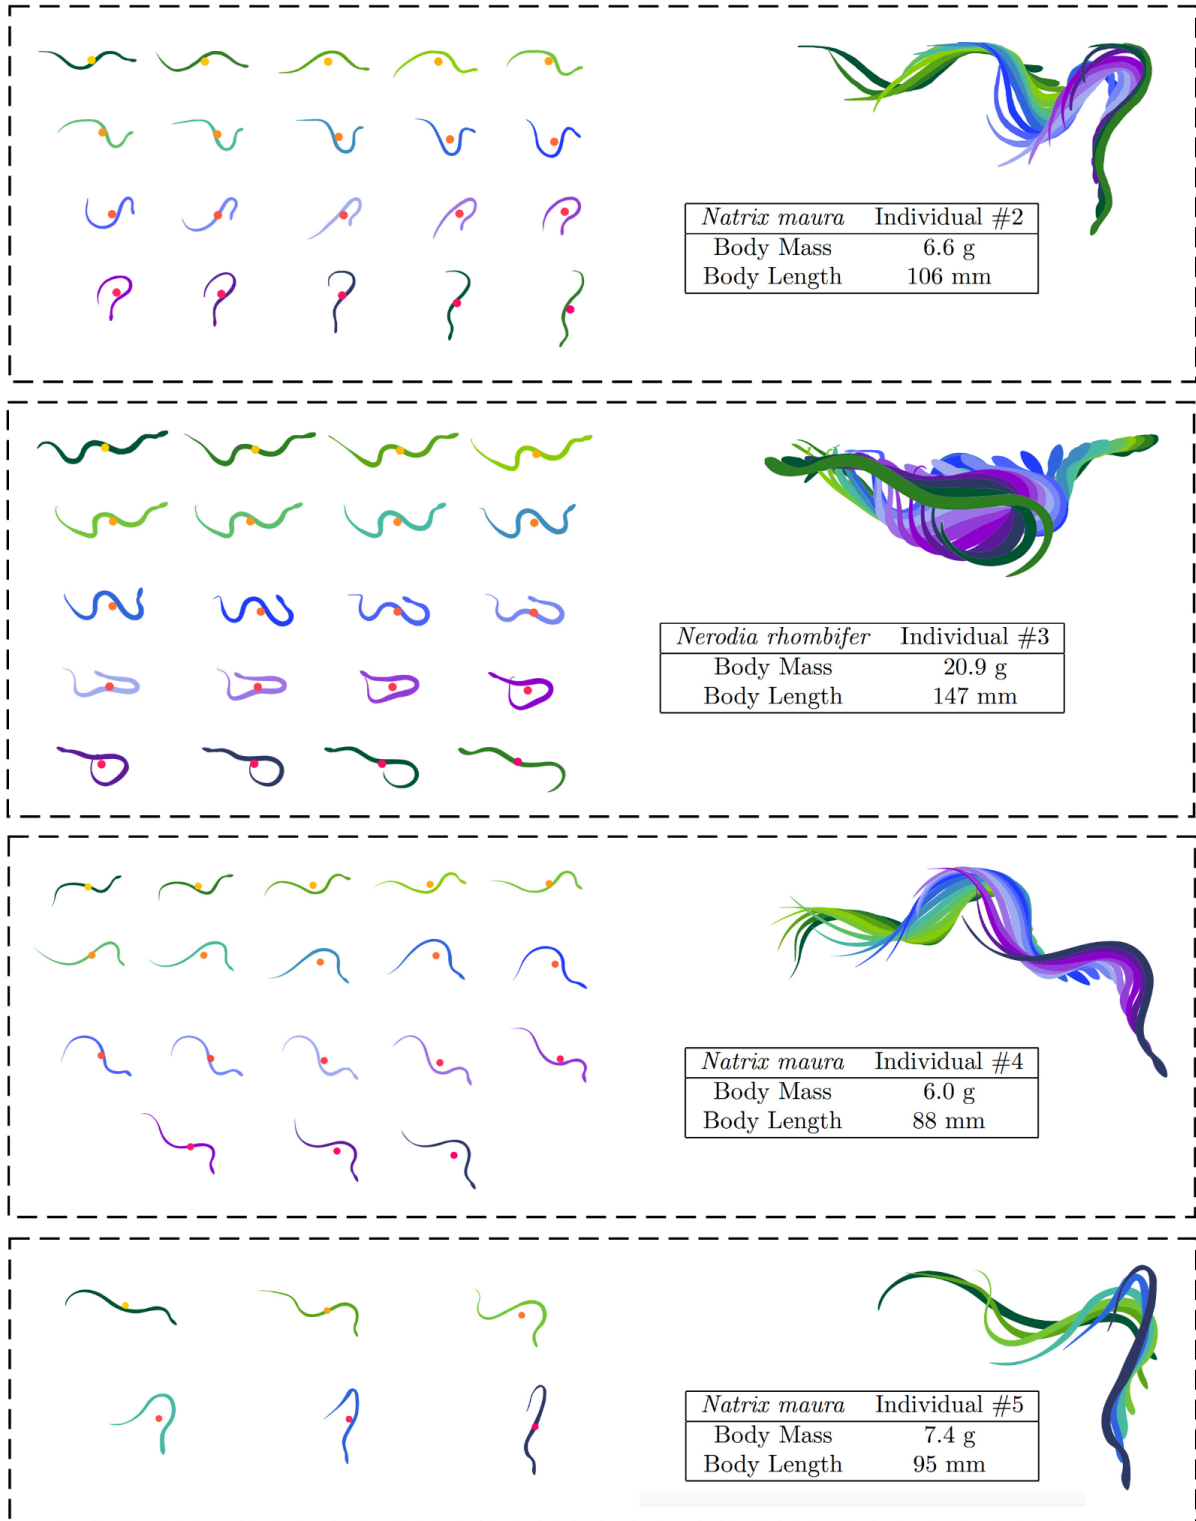 Natrix maura Individual #2
Body Mass 6.6 g
Body Length 106 mm
Nerodia rhombifer Individual #3
Body Mass 20.9 g
Body Length 147 mm
Natrix maura Individual #4
Body Mass 6.0 g
Body Length 88 mm
Natrix maura Individual #5
Body Mass 7.4 g
Body Length 95 mm